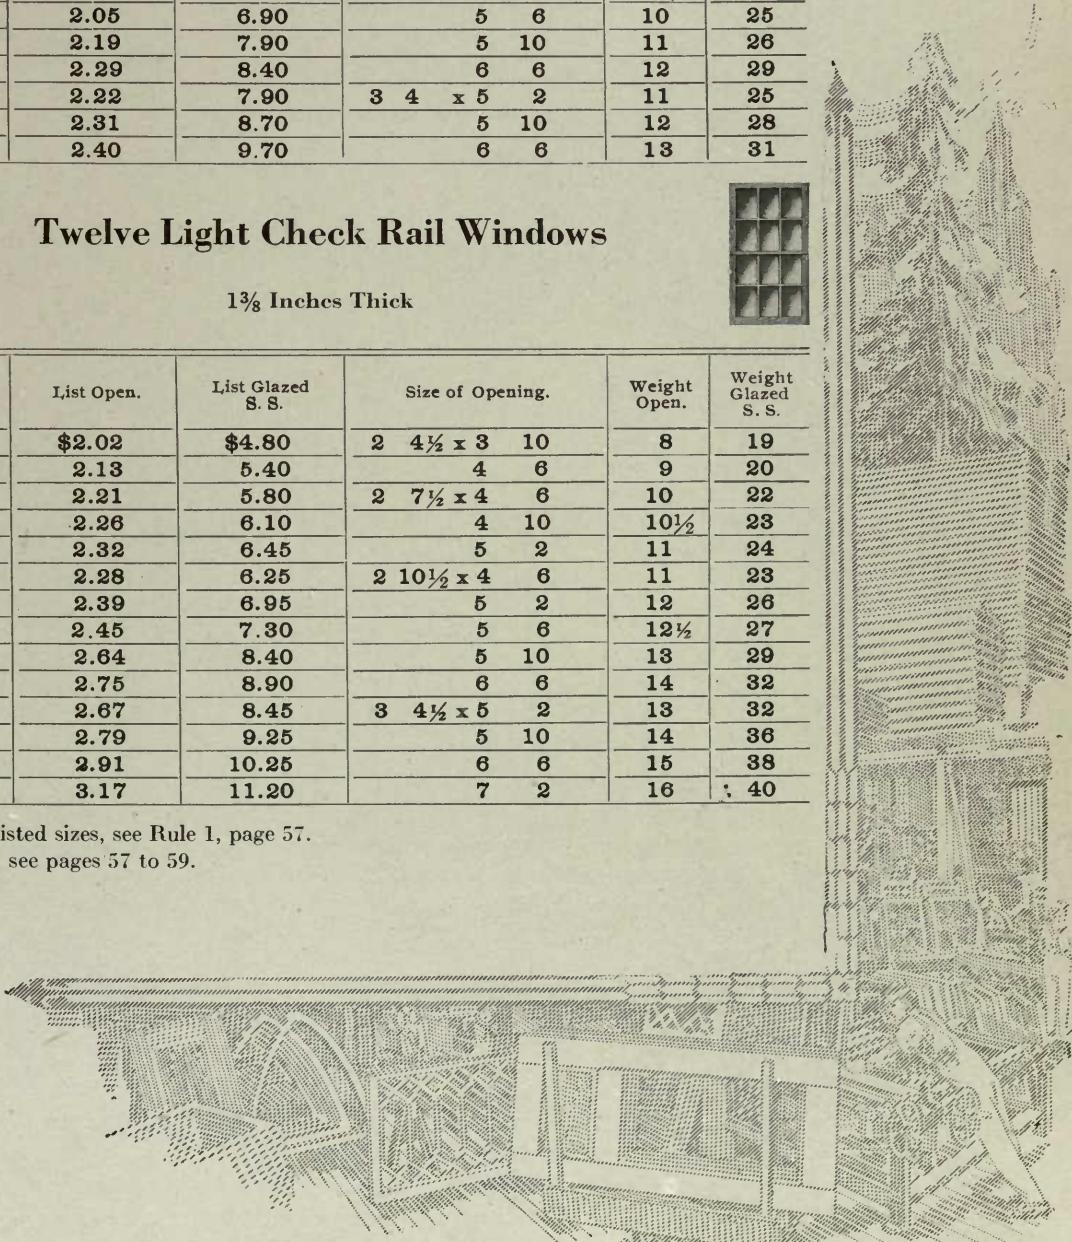 2.05 6.90 5 6 10 25
2.19 7.90 5 10 11 26
2.29 8.40 6 6 12 29
2.22 7.90 3 4 x 5 2 11 25
2.31 8.70 5 10 12 28
2.40 9.70 6 6 13 31
Twelve Light Check Rail Windows
1⅜ Inches Thick
List Open. List Glazed S. S. Size of Opening. Weight Open. Weight Glazed S. S.
$2.02 $4.80 2 4½ x 3 10 8 19
2.13 5.40 4 6 9 20
2.21 5.80 2 7½ x 4 6 10 22
2.26 6.10 4 10 10½ 23
2.32 6.45 5 2 11 24
2.28 6.25 2 10½ x 4 6 11 23
2.39 6.95 5 2 12 26
2.45 7.30 5 6 12½ 27
2.64 8.40 5 10 13 29
2.75 8.90 6 6 14 32
2.67 8.45 3 4½ x 5 2 13 32
2.79 9.25 5 10 14 36
2.91 10.25 6 6 15 38
3.17 11.20 7 2 16 40
isted sizes, see Rule 1, page 57.
see pages 57 to 59.